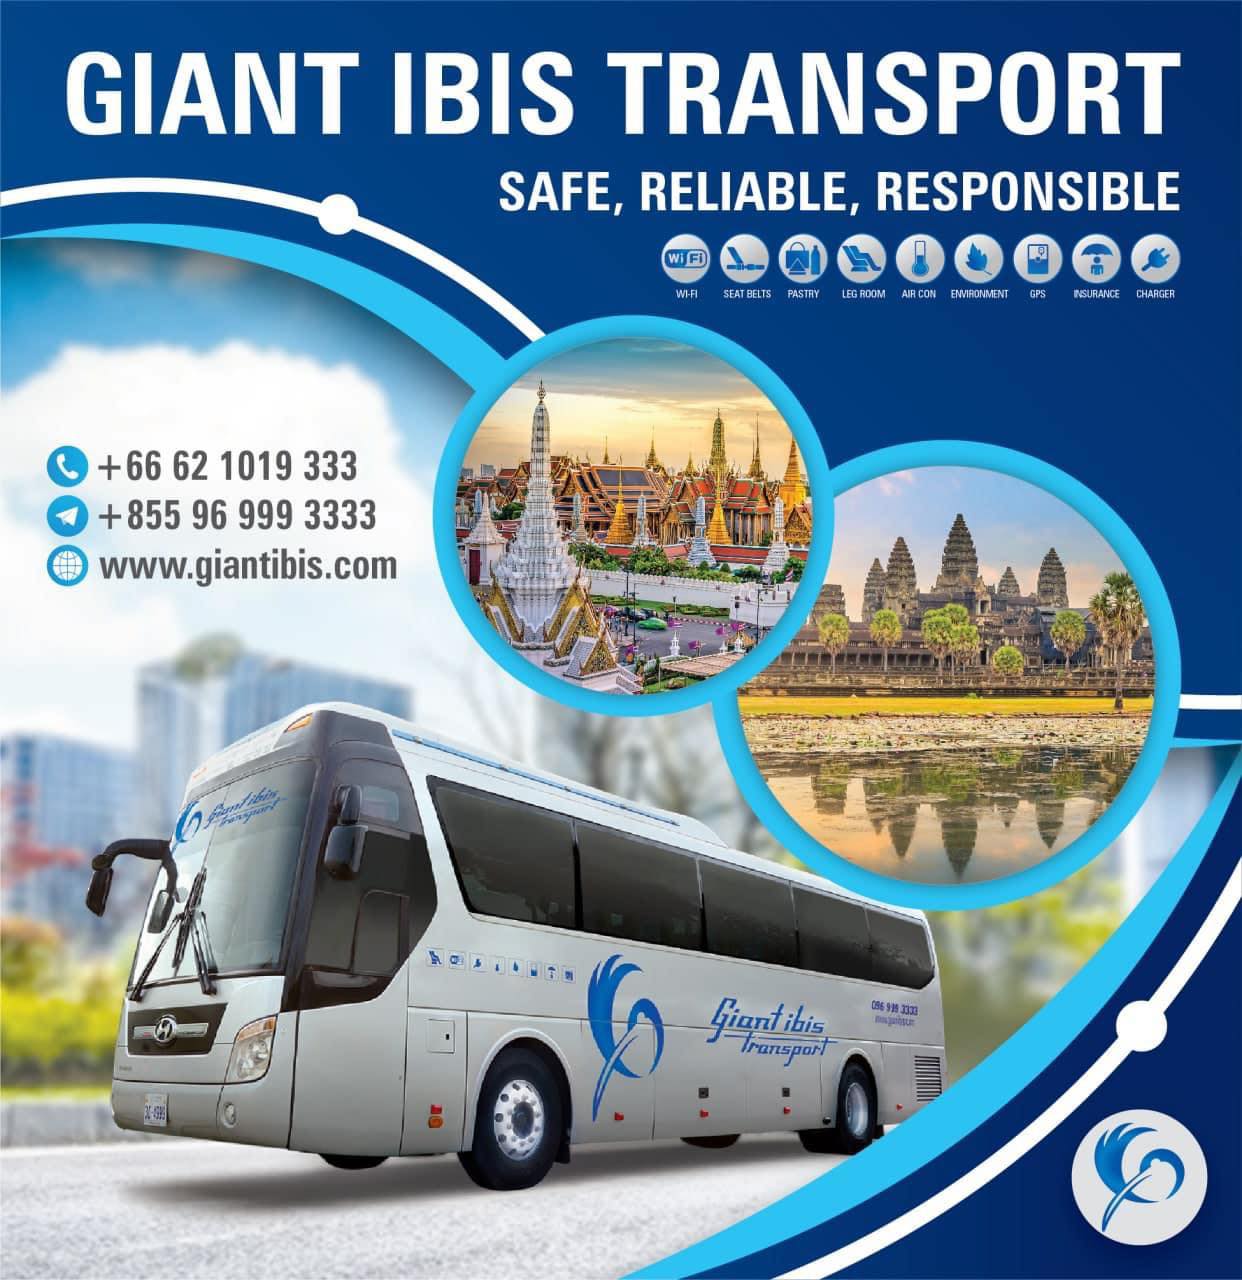 GIANT IBIS TRANSPORT
SAFE, RELIABLE, RESPONSIBLE
Wi Fi
WI-FI SEAT BELTS PASTRY LEG ROOM AIR CON ENVIRONMENT GPS INSURANCE CHARGER
+66 62 1019 333
+855 96 999 3333
www.giantibis.com
Giant ibis
transport
Giant ibis
transport
096 999 3333